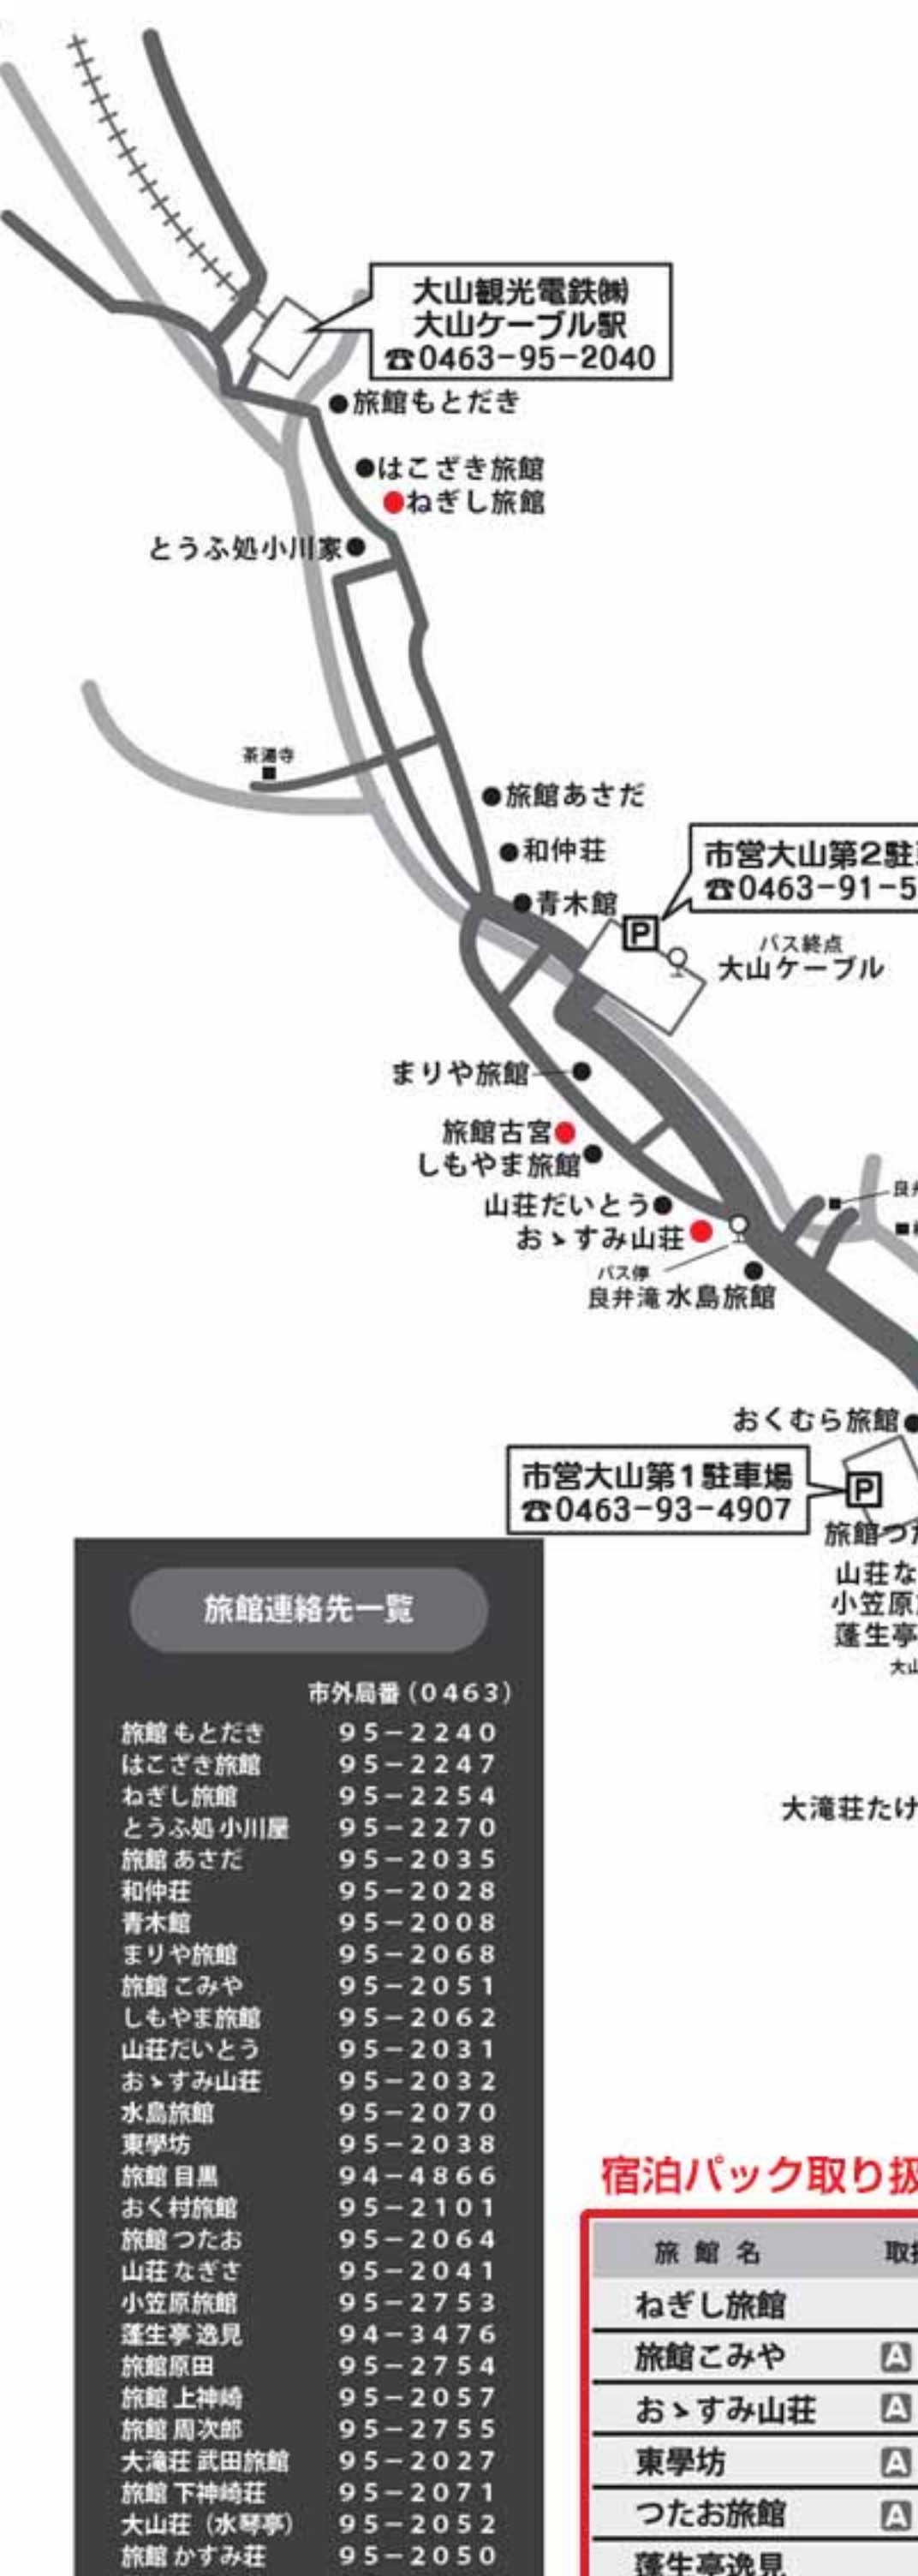 大山観光電鉄㈱
大山ケーブル駅
☎0463-95-2040
●旅館もとだき
●はこざき旅館
●ねぎし旅館
とうふ処小川家●
茶湯寺
●旅館あさだ
●和仲荘
●青木館
市営大山第2駐
☎0463-91-5
P
バス終点
大山ケーブル
まりや旅館
旅館古宮●
しもやま旅館●
山荘だいとう●
おゝすみ山荘●
バス停
良弁滝
水島旅館
良弁
おくむら旅館●
市営大山第1駐車場
☎0463-93-4907
P
旅館つた
山荘な
小笠原
蓬生亭
大山
大滝荘たけ
旅館連絡先一覧
市外局番(0463)
旅館 もとだき 95-2240
はこざき旅館 95-2247
ねぎし旅館 95-2254
とうふ処 小川屋 95-2270
旅館 あさだ 95-2035
和仲荘 95-2028
青木館 95-2008
まりや旅館 95-2068
旅館 こみや 95-2051
しもやま旅館 95-2062
山荘だいとう 95-2031
おゝすみ山荘 95-2032
水島旅館 95-2070
東學坊 95-2038
旅館 目黒 94-4866
おく村旅館 95-2101
旅館 つたお 95-2064
山荘 なぎさ 95-2041
小笠原旅館 95-2753
蓬生亭 逸見 94-3476
旅館原田 95-2754
旅館 上神崎 95-2057
旅館 周次郎 95-2755
大滝荘 武田旅館 95-2027
旅館 下神崎荘 95-2071
大山荘(水琴亭) 95-2052
旅館 かすみ荘 95-2050
宿泊パック取り扱
旅館名 取扱
ねぎし旅館
旅館こみや A
おゝすみ山荘 A
東學坊 A
つたお旅館 A
蓬生亭逸見